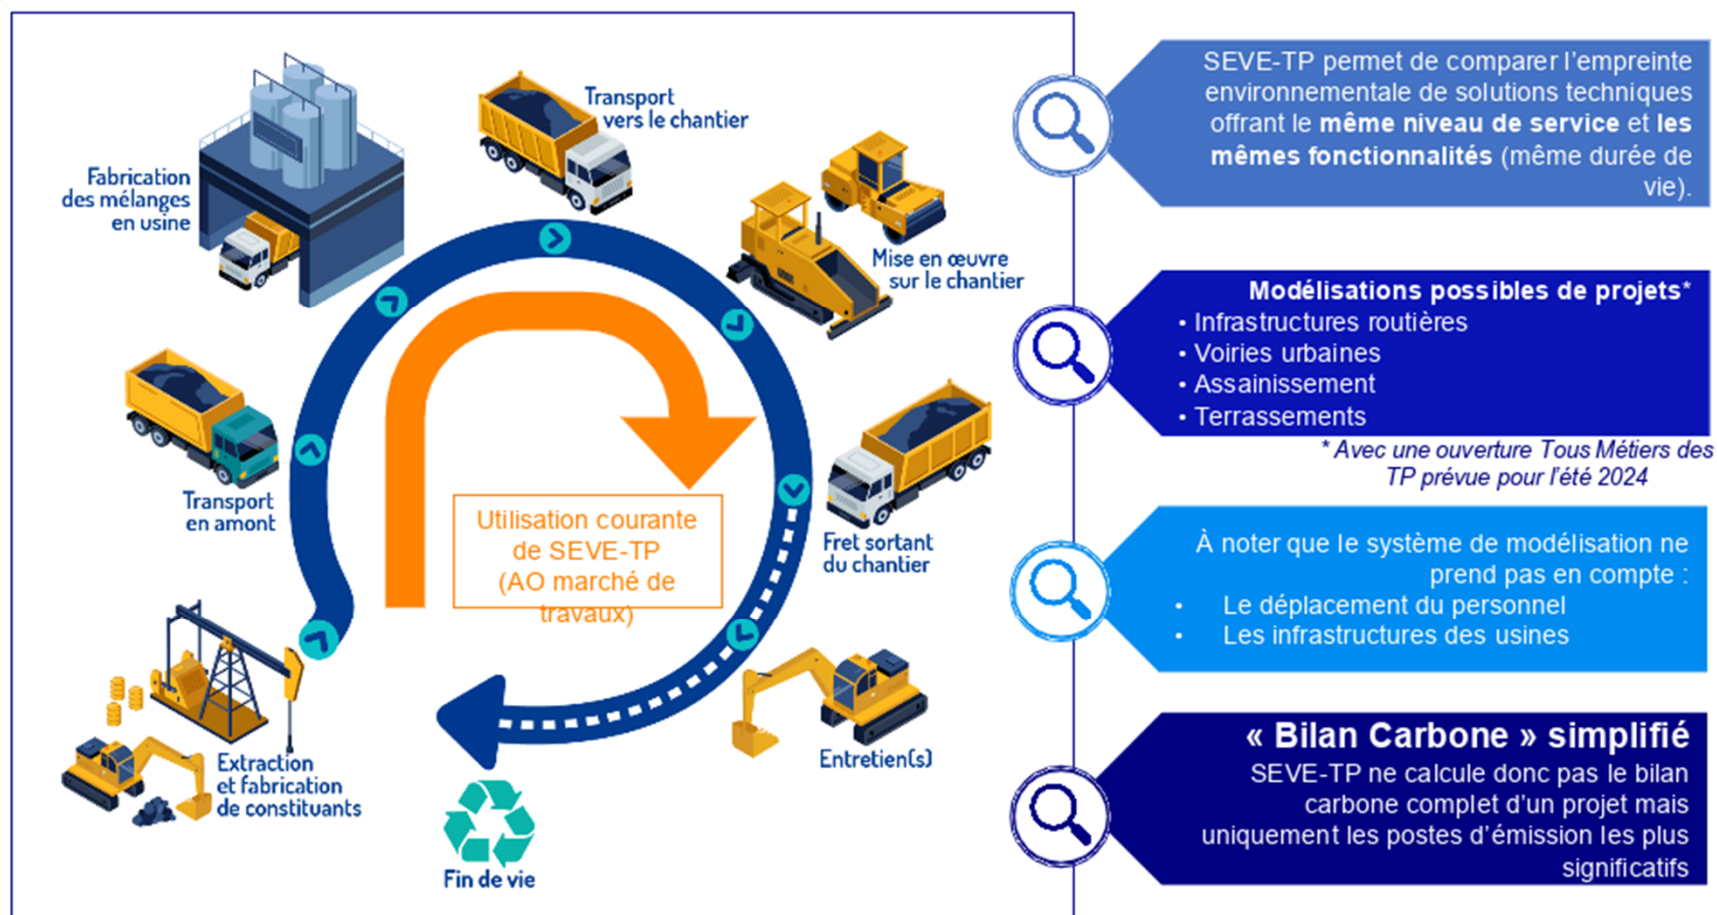 Transport
vers le chantier
Fabrication
des mélanges
en usine
Mise en œuvre
sur le chantier
Transport
en amont
Utilisation courante
de SEVE-TP
(AO marché de
travaux)
Fret sortant
du chantier
Extraction
et fabrication
de constituants
Entretien(s)
Fin de vie
SEVE-TP permet de comparer l'empreinte
environnementale de solutions techniques
offrant le même niveau de service et les
mêmes fonctionnalités (même durée de
vie).
Modélisations possibles de projets*
• Infrastructures routières
• Voiries urbaines
• Assainissement
• Terrassements
* Avec une ouverture Tous Métiers des
TP prévue pour l'été 2024
À noter que le système de modélisation ne
prend pas en compte :
• Le déplacement du personnel
• Les infrastructures des usines
« Bilan Carbone » simplifié
SEVE-TP ne calcule donc pas le bilan
carbone complet d'un projet mais
uniquement les postes d'émission les plus
significatifs